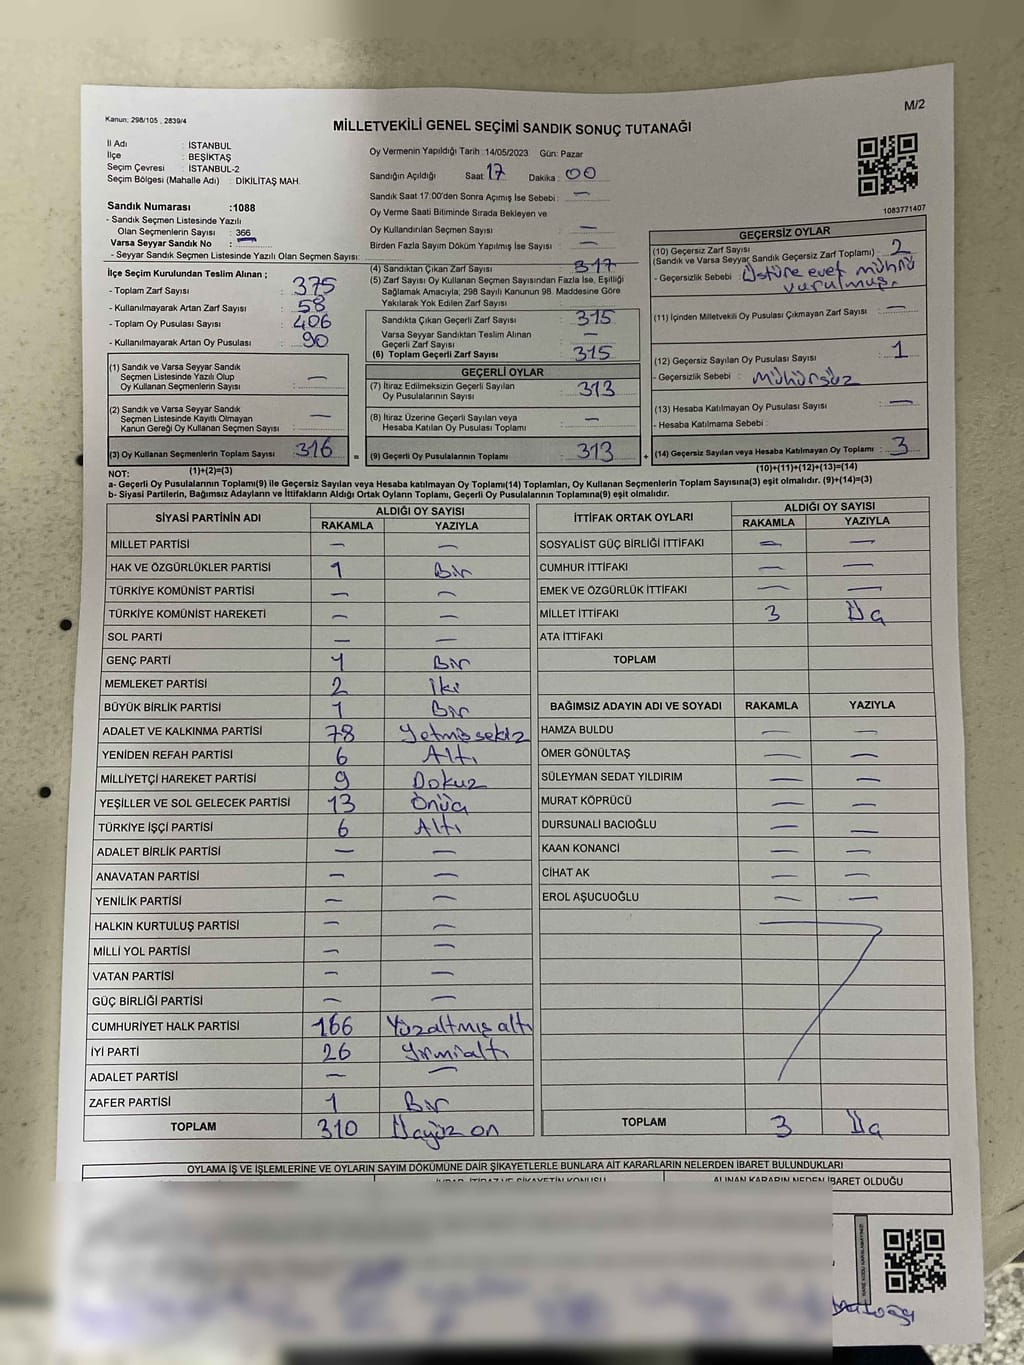 M/2
Kanun: 298/105 , 2839/4
MİLLETVEKİLİ GENEL SEÇİMİ SANDIK SONUÇ TUTANAĞI
İl Adı : İSTANBUL
İlçe : BEŞİKTAŞ
Seçim Çevresi : İSTANBUL-2
Seçim Bölgesi (Mahalle Adı) : DİKİLİTAŞ MAH.
Sandık Numarası :1088
- Sandık Seçmen Listesinde Yazılı
Olan Seçmenlerin Sayısı : 366
Varsa Seyyar Sandık No :
- Seyyar Sandık Seçmen Listesinde Yazılı Olan Seçmen Sayısı:
İlçe Seçim Kurulundan Teslim Alınan ;
- Toplam Zarf Sayısı : 375
- Kullanılmayarak Artan Zarf Sayısı : 58
- Toplam Oy Pusulası Sayısı : 406
- Kullanılmayarak Artan Oy Pusulası : 90
(1) Sandık ve Varsa Seyyar Sandık
Seçmen Listesinde Yazılı Olup
Oy Kullanan Seçmenlerin Sayısı : —
(2) Sandık ve Varsa Seyyar Sandık
Seçmen Listesinde Kayıtlı Olmayan
Kanun Gereği Oy Kullanan Seçmen Sayısı : —
(3) Oy Kullanan Seçmenlerin Toplam Sayısı : 316 =
Oy Vermenin Yapıldığı Tarih :14/05/2023 Gün: Pazar
Sandığın Açıldığı Saat: 17 Dakika : 00
Sandık Saat 17:00'den Sonra Açımış İse Sebebi : —
Oy Verme Saati Bitiminde Sırada Bekleyen ve
Oy Kullandırılan Seçmen Sayısı : —
Birden Fazla Sayım Döküm Yapılmış İse Sayısı : —
(4) Sandıktan Çıkan Zarf Sayısı : 317
(5) Zarf Sayısı Oy Kullanan Seçmen Sayısından Fazla İse, Eşitliği
Sağlamak Amacıyla; 298 Sayılı Kanunun 98. Maddesine Göre
Yakılarak Yok Edilen Zarf Sayısı :
Sandıkta Çıkan Geçerli Zarf Sayısı : 315
Varsa Seyyar Sandıktan Teslim Alınan
Geçerli Zarf Sayısı : —
(6) Toplam Geçerli Zarf Sayısı : 315
GEÇERLİ OYLAR
(7) İtiraz Edilmeksizin Geçerli Sayılan
Oy Pusulalarının Sayısı : 313
(8) İtiraz Üzerine Geçerli Sayılan veya
Hesaba Katılan Oy Pusulası Toplamı : —
(9) Geçerli Oy Pusulalarının Toplamı : 313 +
1083771407
GEÇERSİZ OYLAR
(10) Geçersiz Zarf Sayısı
(Sandık ve Varsa Seyyar Sandık Geçersiz Zarf Toplamı) : 2
- Geçersizlik Sebebi : Üstüne evet mührü
vurulmuş.
(11) İçinden Milletvekili Oy Pusulası Çıkmayan Zarf Sayısı : —
(12) Geçersiz Sayılan Oy Pusulası Sayısı : 1
- Geçersizlik Sebebi : Mühürsüz
(13) Hesaba Katılmayan Oy Pusulası Sayısı : —
- Hesaba Katılmama Sebebi :
(14) Geçersiz Sayılan veya Hesaba Katılmayan Oy Toplamı : 3
NOT: (1)+(2)=(3) (10)+(11)+(12)+(13)=(14)
a- Geçerli Oy Pusulalarının Toplamı(9) ile Geçersiz Sayılan veya Hesaba Katılmayan Oy Toplamı(14) Toplamları, Oy Kullanan Seçmenlerin Toplam Sayısına(3) eşit olmalıdır. (9)+(14)=(3)
b- Siyasi Partilerin, Bağımsız Adayların ve İttifakların Aldığı Ortak Oyların Toplamı, Geçerli Oy Pusulalarının Toplamına(9) eşit olmalıdır.
SİYASİ PARTİNİN ADI ALDIĞI OY SAYISI
RAKAMLA YAZIYLA
MİLLET PARTİSİ — —
HAK VE ÖZGÜRLÜKLER PARTİSİ 1 Bir
TÜRKİYE KOMÜNİST PARTİSİ — —
TÜRKİYE KOMÜNİST HAREKETİ — —
SOL PARTİ — —
GENÇ PARTİ 1 Bir
MEMLEKET PARTİSİ 2 İki
BÜYÜK BİRLİK PARTİSİ 1 Bir
ADALET VE KALKINMA PARTİSİ 78 Yetmişsekiz
YENİDEN REFAH PARTİSİ 6 Altı
MİLLİYETÇİ HAREKET PARTİSİ 9 Dokuz
YEŞİLLER VE SOL GELECEK PARTİSİ 13 Onüç
TÜRKİYE İŞÇİ PARTİSİ 6 Altı
ADALET BİRLİK PARTİSİ — —
ANAVATAN PARTİSİ — —
YENİLİK PARTİSİ — —
HALKIN KURTULUŞ PARTİSİ — —
MİLLİ YOL PARTİSİ — —
VATAN PARTİSİ — —
GÜÇ BİRLİĞİ PARTİSİ — —
CUMHURİYET HALK PARTİSİ 166 Yüzaltmış altı
İYİ PARTİ 26 Yirmialtı
ADALET PARTİSİ — —
ZAFER PARTİSİ 1 Bir
TOPLAM 310 Üçyüz on
İTTİFAK ORTAK OYLARI ALDIĞI OY SAYISI
RAKAMLA YAZIYLA
SOSYALİST GÜÇ BİRLİĞİ İTTİFAKI — —
CUMHUR İTTİFAKI — —
EMEK VE ÖZGÜRLÜK İTTİFAKI — —
MİLLET İTTİFAKI 3 Üç
ATA İTTİFAKI
TOPLAM
BAĞIMSIZ ADAYIN ADI VE SOYADI RAKAMLA YAZIYLA
HAMZA BULDU — —
ÖMER GÖNÜLTAŞ — —
SÜLEYMAN SEDAT YILDIRIM — —
MURAT KÖPRÜCÜ — —
DURSUNALİ BACIOĞLU — —
KAAN KONANCİ — —
CİHAT AK — —
EROL AŞUCUOĞLU — —
TOPLAM 3 Üç
OYLAMA İŞ VE İŞLEMLERİNE VE OYLARIN SAYIM DÖKÜMÜNE DAİR ŞİKAYETLERLE BUNLARA AİT KARARLARIN NELERDEN İBARET BULUNDUKLARI
İHBAR, İTİRAZ VE ŞİKAYETİN KONUSU ALINAN KARARIN NEDEN İBARET OLDUĞU